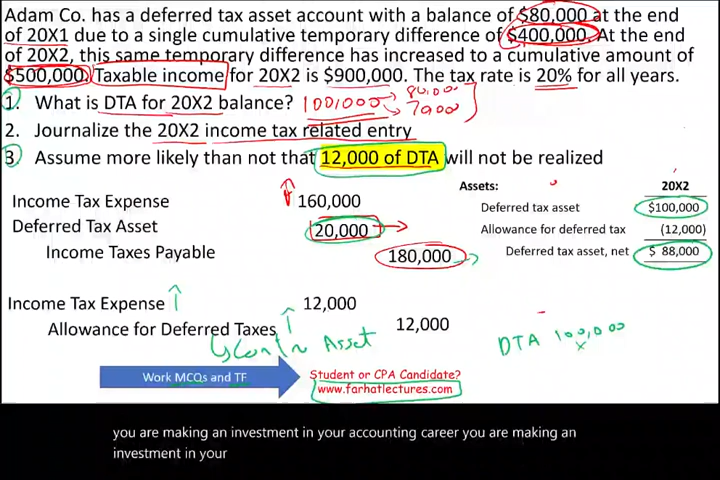 Adam Co. has a deferred tax asset account with a balance of $80,000 at the end
of 20X1 due to a single cumulative temporary difference of $400,000. At the end
of 20X2, this same temporary difference has increased to a cumulative amount of
$500,000. Taxable income for 20X2 is $900,000. The tax rate is 20% for all years.
1. What is DTA for 20X2 balance? 100,000 80,000
2. Journalize the 20X2 income tax related entry
3. Assume more likely than not that 12,000 of DTA will not be realized
Assets: 20X2
Income Tax Expense 160,000
Deferred tax asset $100,000
Deferred Tax Asset 20,000
Allowance for deferred tax (12,000)
Income Taxes Payable 180,000
Deferred tax asset, net $ 88,000
Income Tax Expense 12,000
Allowance for Deferred Taxes 12,000
Contra Asset
DTA 100,000
x
Work MCQs and TF
Student or CPA Candidate?
www.farhatlectures.com
you are making an investment in your accounting career you are making an
investment in your